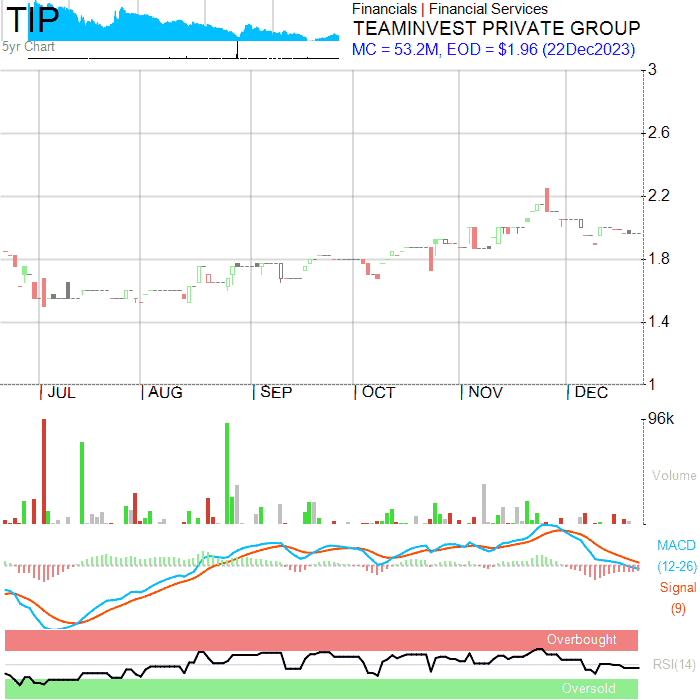 TIP
5yr Chart
Financials | Financial Services
TEAMINVEST PRIVATE GROUP
MC = 53.2M, EOD = $1.96 (22Dec2023)
3
2.6
2.2
1.8
1.4
1
JUL
AUG
SEP
OCT
NOV
DEC
96k
Volume
MACD
(12-26)
Signal
(9)
Overbought
RSI(14)
Oversold